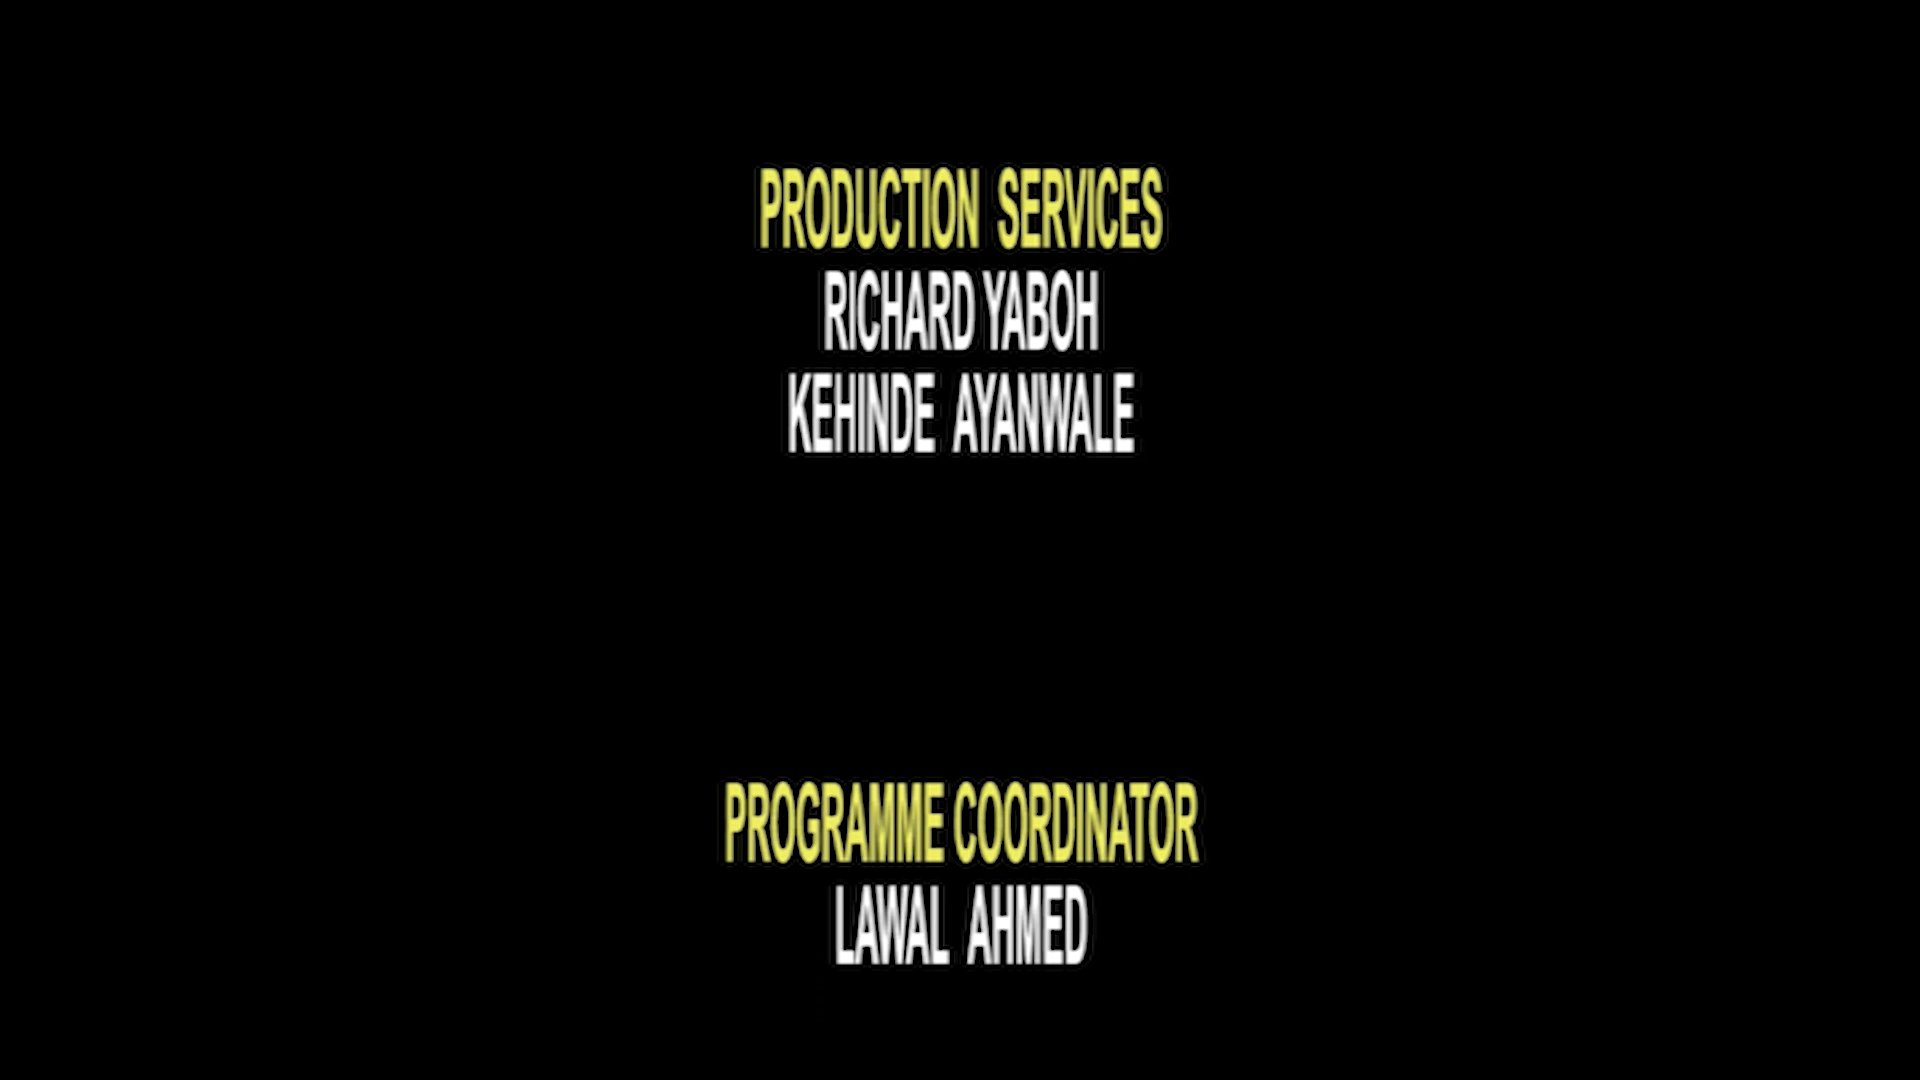 PRODUCTION SERVICES
RICHARD YABOH
KEHINDE AYANWALE
PROGRAMME COORDINATOR
LAWAL AHMED